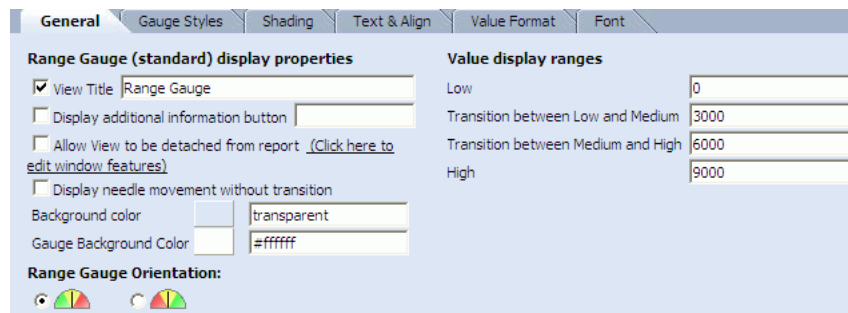 General Gauge Styles Shading Text & Align Value Format Font
Range Gauge (standard) display properties
View Title Range Gauge
Display additional information button
Allow View to be detached from report (Click here to
edit window features)
Display needle movement without transition
Background color transparent
Gauge Background Color #ffffff
Range Gauge Orientation:
Value display ranges
Low 0
Transition between Low and Medium 3000
Transition between Medium and High 6000
High 9000